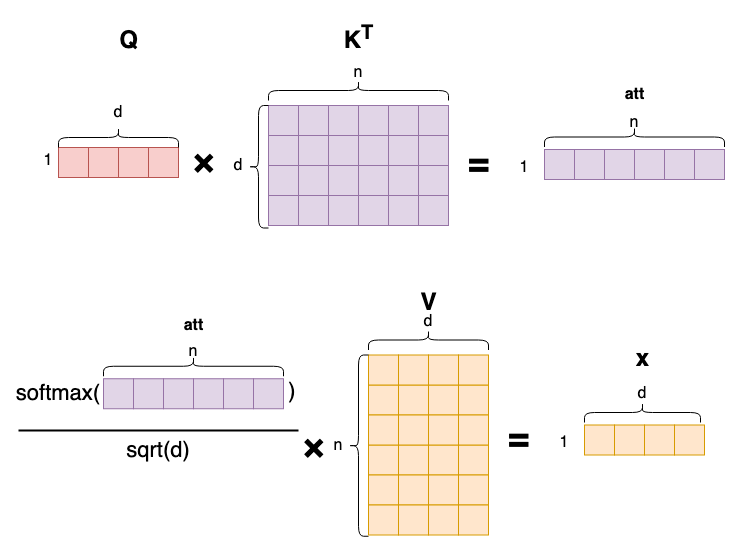 Q
K^T
n
d
att
n
1
×
d
=
1
V
att
d
n
x
softmax( )
d
sqrt(d)
×
n
=
1